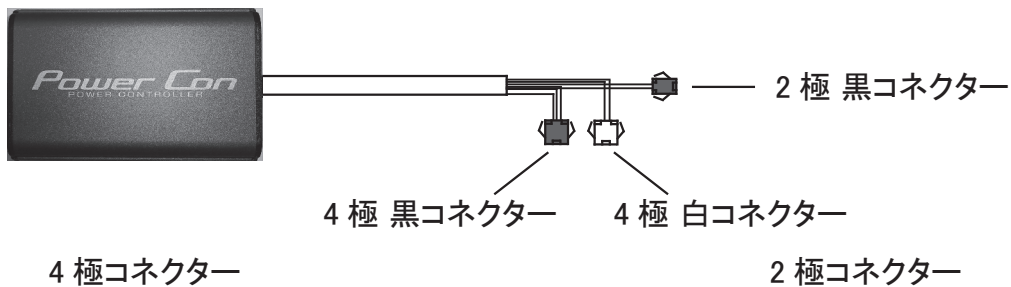 Power Con
POWER CONTROLLER
2 極 黒コネクター
4 極 黒コネクター
4 極 白コネクター
4 極コネクター
2 極コネクター